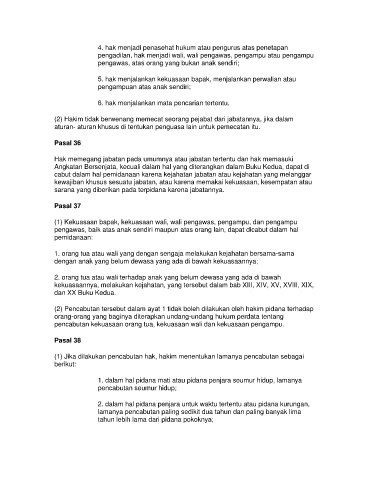 4. hak menjadi penasehat hukum atau pengurus atas penetapan
pengadilan, hak menjadi wali, wali pengawas, pengampu atau pengampu
pengawas, atas orang yang bukan anak sendiri;
5. hak menjalankan kekuasaan bapak, menjalankan perwalian atau
pengampuan atas anak sendiri;
6. hak menjalankan mata pencarian tertentu.
(2) Hakim tidak berwenang memecat seorang pejabat dari jabatannya, jika dalam
aturan- aturan khusus di tentukan penguasa lain untuk pemecatan itu.
Pasal 36
Hak memegang jabatan pada umumnya atau jabatan tertentu dan hak memasuki
Angkatan Bersenjata, kecuali dalam hal yang diterangkan dalam Buku Kedua, dapat di
cabut dalam hal pemidanaan karena kejahatan jabatan atau kejahatan yang melanggar
kewajiban khusus sesuatu jabatan, atau karena memakai kekuasaan, kesempatan atau
sarana yang diberikan pada terpidana karena jabatannya.
Pasal 37
(1) Kekuasaan bapak, kekuasaan wali, wali pengawas, pengampu, dan pengampu
pengawas, baik atas anak sendiri maupun atas orang lain, dapat dicabut dalam hal
pemidanaan:
1. orang tua atau wali yang dengan sengaja melakukan kejahatan bersama-sama
dengan anak yang belum dewasa yang ada di bawah kekuasaannya;
2. orang tua atau wali terhadap anak yang belum dewasa yang ada di bawah
kekuasaannya, melakukan kejahatan, yang tersebut dalam bab XIII, XIV, XV, XVIII, XIX,
dan XX Buku Kedua.
(2) Pencabutan tersebut dalam ayat 1 tidak boleh dilakukan oleh hakim pidana terhadap
orang-orang yang baginya diterapkan undang-undang hukum perdata tentang
pencabutan kekuasaan orang tua, kekuasaan wali dan kekuasaan pengampu.
Pasal 38
(1) Jika dilakukan pencabutan hak, hakim menentukan lamanya pencabutan sebagai
berikut:
1. dalam hal pidana mati atau pidana penjara seumur hidup, lamanya
pencabutan seumur hidup;
2. dalam hal pidana penjara untuk waktu tertentu atau pidana kurungan,
lamanya pencabutan paling sedikit dua tahun dan paling banyak lima
tahun lebih lama dari pidana pokoknya;